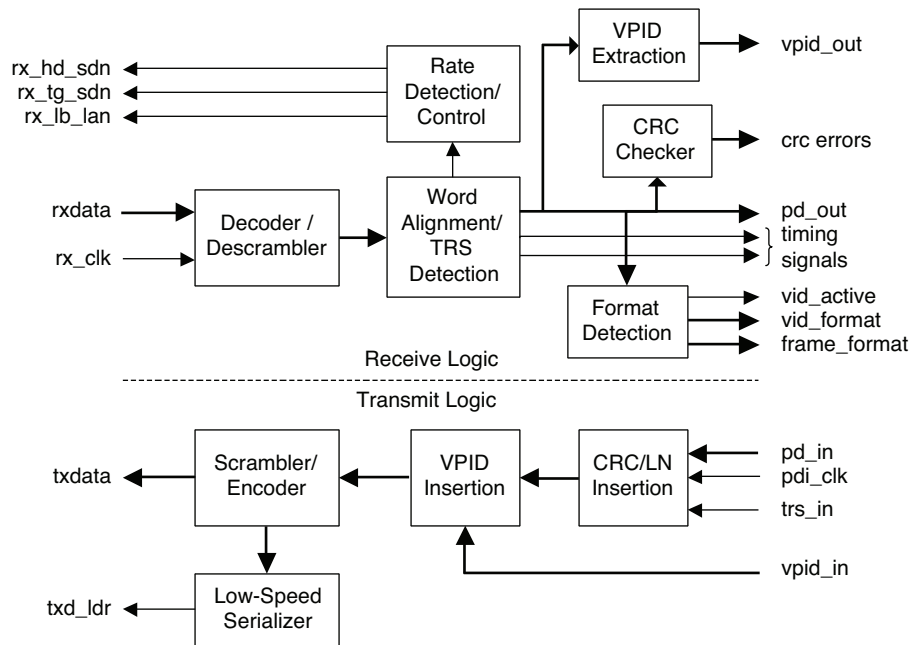 VPID
Extraction
vpid_out
rx_hd_sdn
rx_tg_sdn
rx_lb_lan
Rate
Detection/
Control
CRC
Checker
crc errors
rxdata
rx_clk
Decoder /
Descrambler
Word
Alignment/
TRS
Detection
pd_out
timing
signals
Format
Detection
vid_active
vid_format
frame_format
Receive Logic
Transmit Logic
txdata
Scrambler/
Encoder
VPID
Insertion
CRC/LN
Insertion
pd_in
pdi_clk
trs_in
vpid_in
txd_ldr
Low-Speed
Serializer